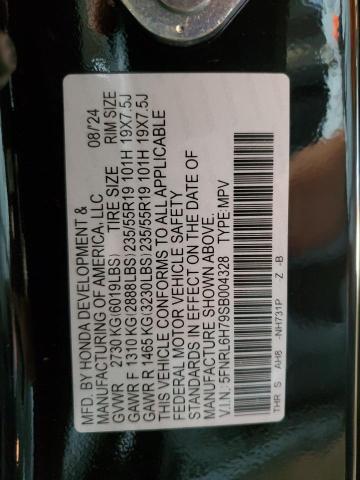 MFD. BY HONDA DEVELOPMENT &
MANUFACTURING OF AMERICA, LLC 08/24
GVWR 2730 KG(6019LBS) TIRE SIZE RIM SIZE
GAWR F 1310 KG(2888LBS)235/55R19 101H 19X7.5J
GAWR R 1465 KG(3230LBS)235/55R19 101H 19X7.5J
THIS VEHICLE CONFORMS TO ALL APPLICABLE
FEDERAL MOTOR VEHICLE SAFETY
STANDARDS IN EFFECT ON THE DATE OF
MANUFACTURE SHOWN ABOVE.
V.I.N. 5FNRL6H79SB004328 TYPE:MPV
THR S AH8 -NH731P Z -B